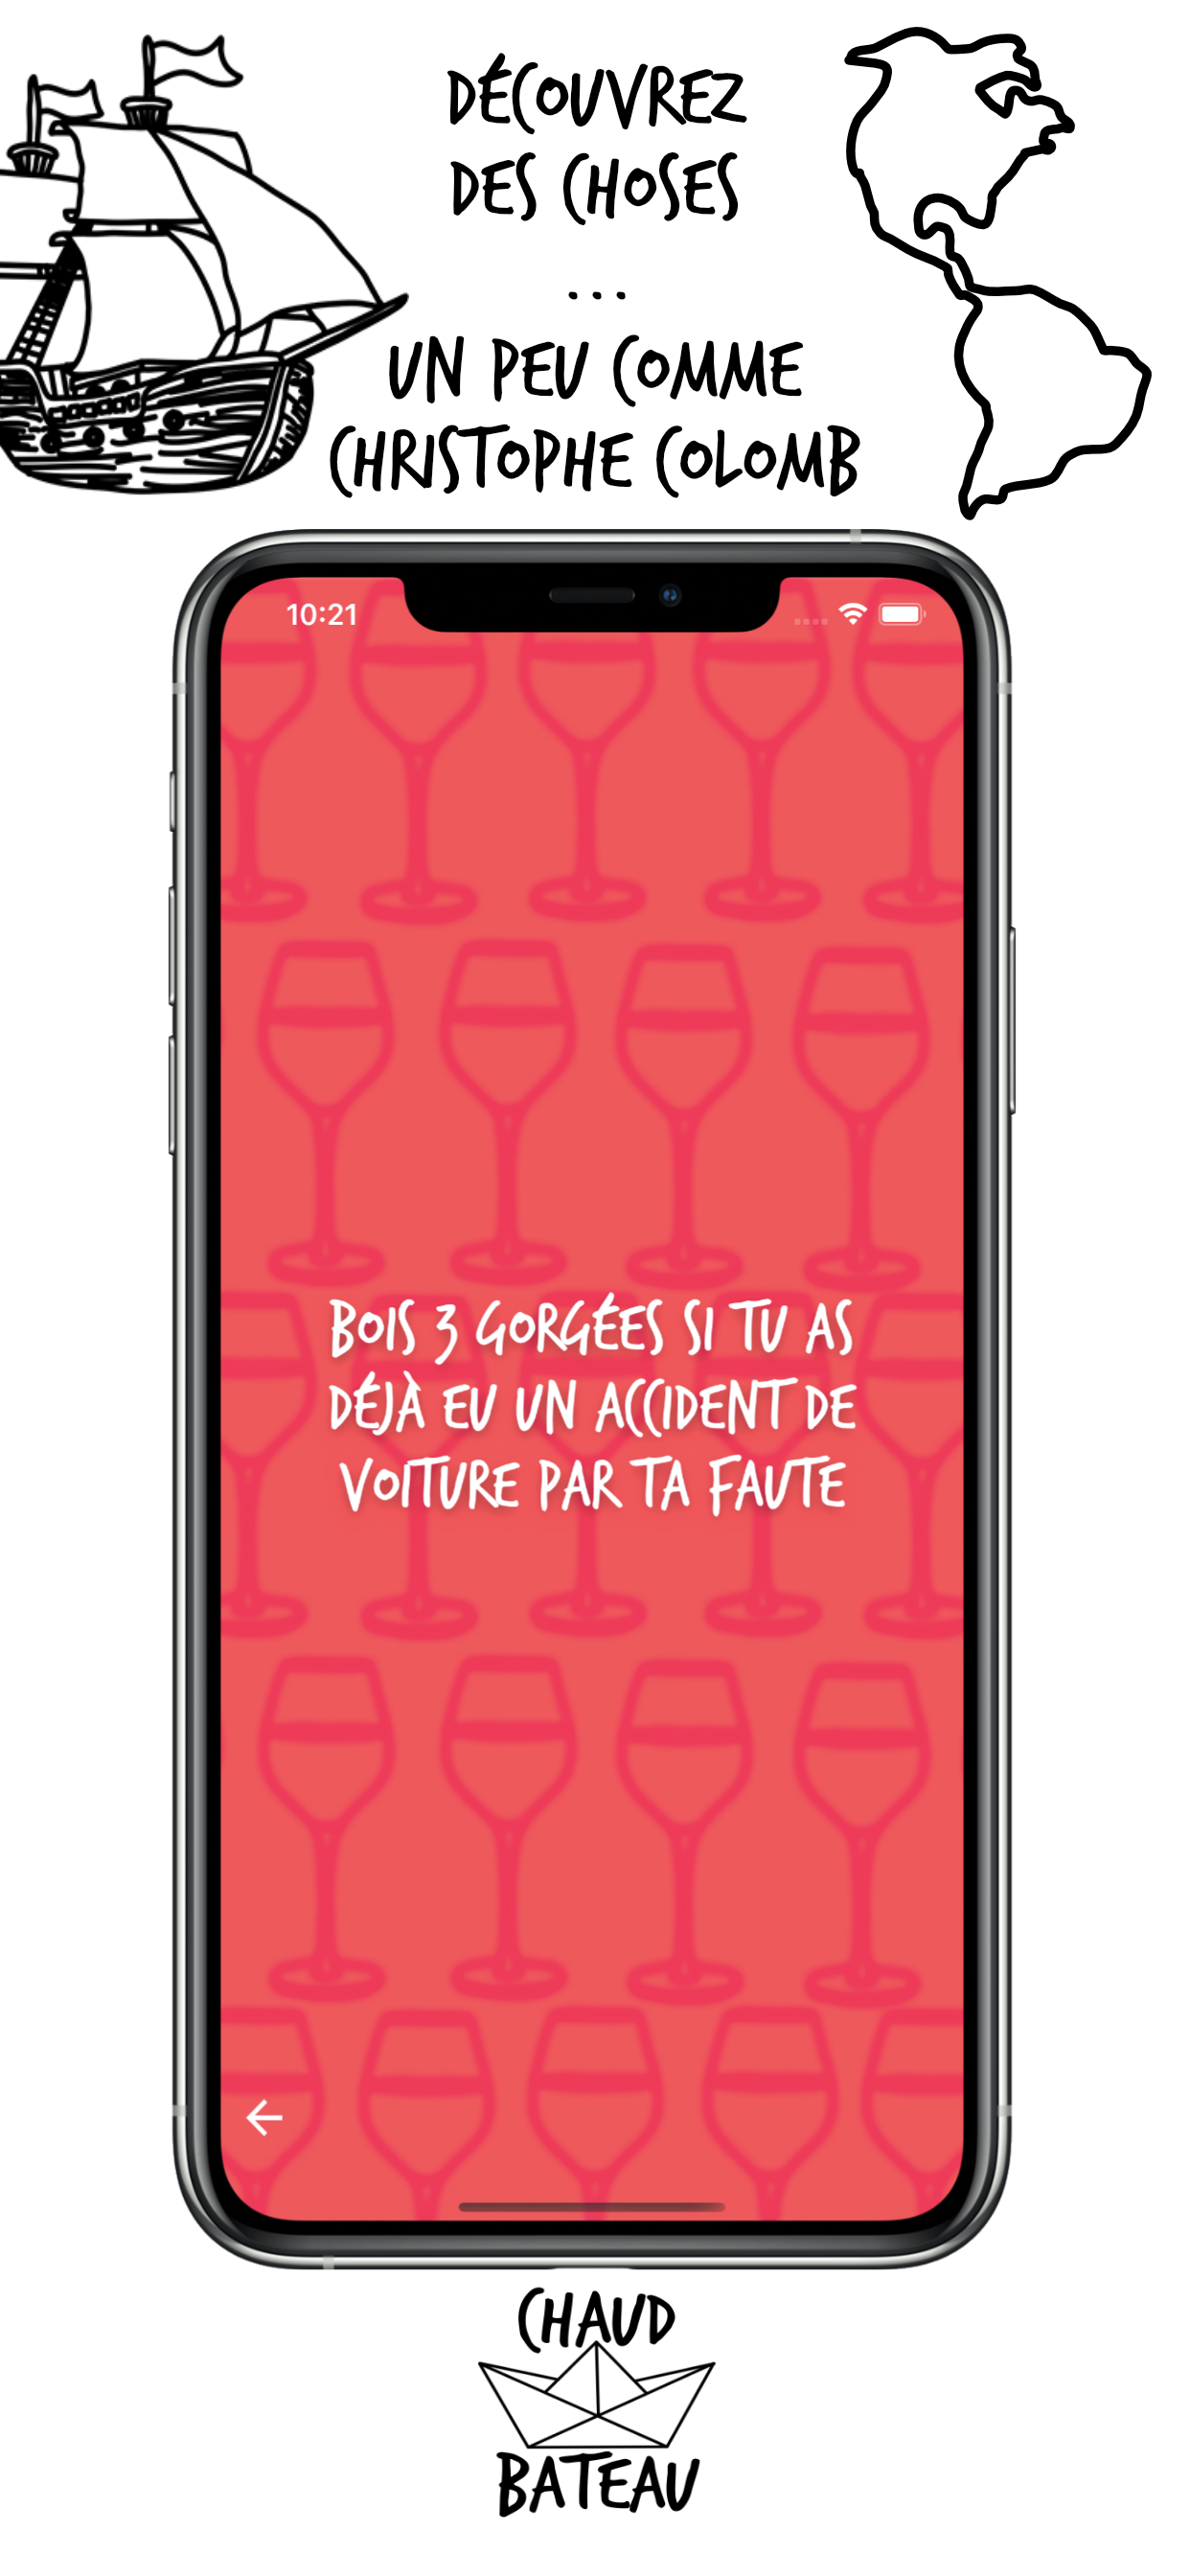 DÉCOUVREZ
DES CHOSES
...
UN PEU COMME
CHRISTOPHE COLOMB
10:21
BOIS 3 GORGÉES SI TU AS
DÉJÀ EU UN ACCIDENT DE
VOITURE PAR TA FAUTE
CHAUD
BATEAU